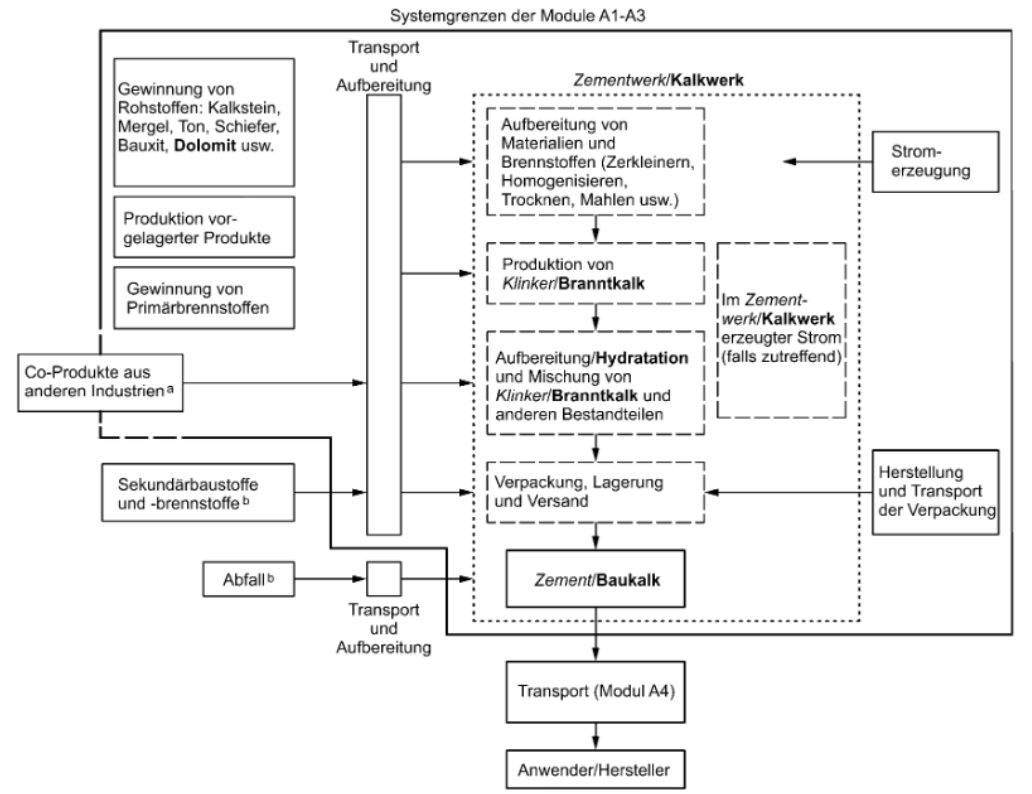 Systemgrenzen der Module A1-A3
Transport
und
Aufbereitung
Gewinnung von
Rohstoffen: Kalkstein,
Mergel, Ton, Schiefer,
Bauxit, Dolomit usw.
Produktion vor-
gelagerter Produkte
Gewinnung von
Primärbrennstoffen
Co-Produkte aus
anderen Industrien a
Sekundärbaustoffe
und -brennstoffe b
Abfall b
Transport
und
Aufbereitung
Zementwerk/Kalkwerk
Aufbereitung von
Materialien und
Brennstoffen (Zerkleinern,
Homogenisieren,
Trocknen, Mahlen usw.)
Produktion von
Klinker/Branntkalk
Aufbereitung/Hydratation
und Mischung von
Klinker/Branntkalk und
anderen Bestandteilen
Verpackung, Lagerung
und Versand
Zement/Baukalk
Im Zement-
werk/Kalkwerk
erzeugter Strom
(falls zutreffend)
Strom-
erzeugung
Herstellung
und Transport
der Verpackung
Transport (Modul A4)
Anwender/Hersteller